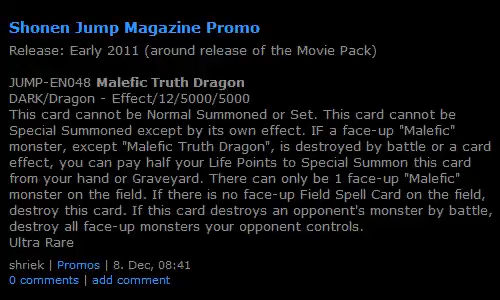 Shonen Jump Magazine Promo
Release: Early 2011 (around release of the Movie Pack)
JUMP-EN048 Malefic Truth Dragon
DARK/Dragon - Effect/12/5000/5000
This card cannot be Normal Summoned or Set. This card cannot be
Special Summoned except by its own effect. IF a face-up "Malefic"
monster, except "Malefic Truth Dragon", is destroyed by battle or a card
effect, you can pay half your Life Points to Special Summon this card
from your hand or Graveyard. There can only be 1 face-up "Malefic"
monster on the field. If there is no face-up Field Spell Card on the field,
destroy this card. If this card destroys an opponent's monster by battle,
destroy all face-up monsters your opponent controls.
Ultra Rare
shriek | Promos | 8. Dec, 08:41
0 comments | add comment